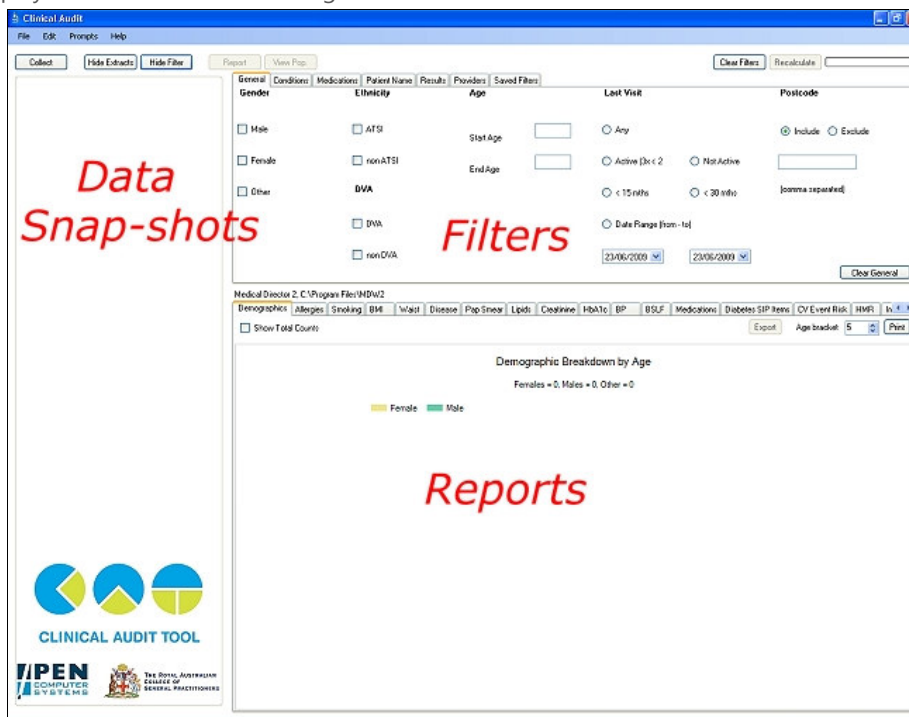 Clinical Audit
File Edit Prompts Help
Collect Hide Extracts Hide Filter Report View Pop Clear Filters Recalculate
General Conditions Medications Patient Name Results Providers Saved Filters
Gender Ethnicity Age Last Visit Postcode
Male ATSI Start Age Any Include Exclude
Female non ATSI End Age Active (3x < 2 Not Active
Other DVA < 15 mths < 30 mths (comma separated)
DVA Date Range (from - to)
non DVA 23/06/2009 23/06/2009
Clear General
Data
Snap-shots
Filters
Medical Director 2, C:\Program Files\MDW2
Demographics Allergies Smoking BMI Waist Disease Pap Smear Lipids Creatinine HbA1c BP BSLF Medications Diabetes SIP Items CV Event Risk HMR
Show Total Counts Export Age bracket 5 Print
Demographic Breakdown by Age
Females = 0, Males = 0, Other = 0
Female Male
Reports
CLINICAL AUDIT TOOL
PEN
COMPUTER
SYSTEMS
The Royal Australian
College of
General Practitioners